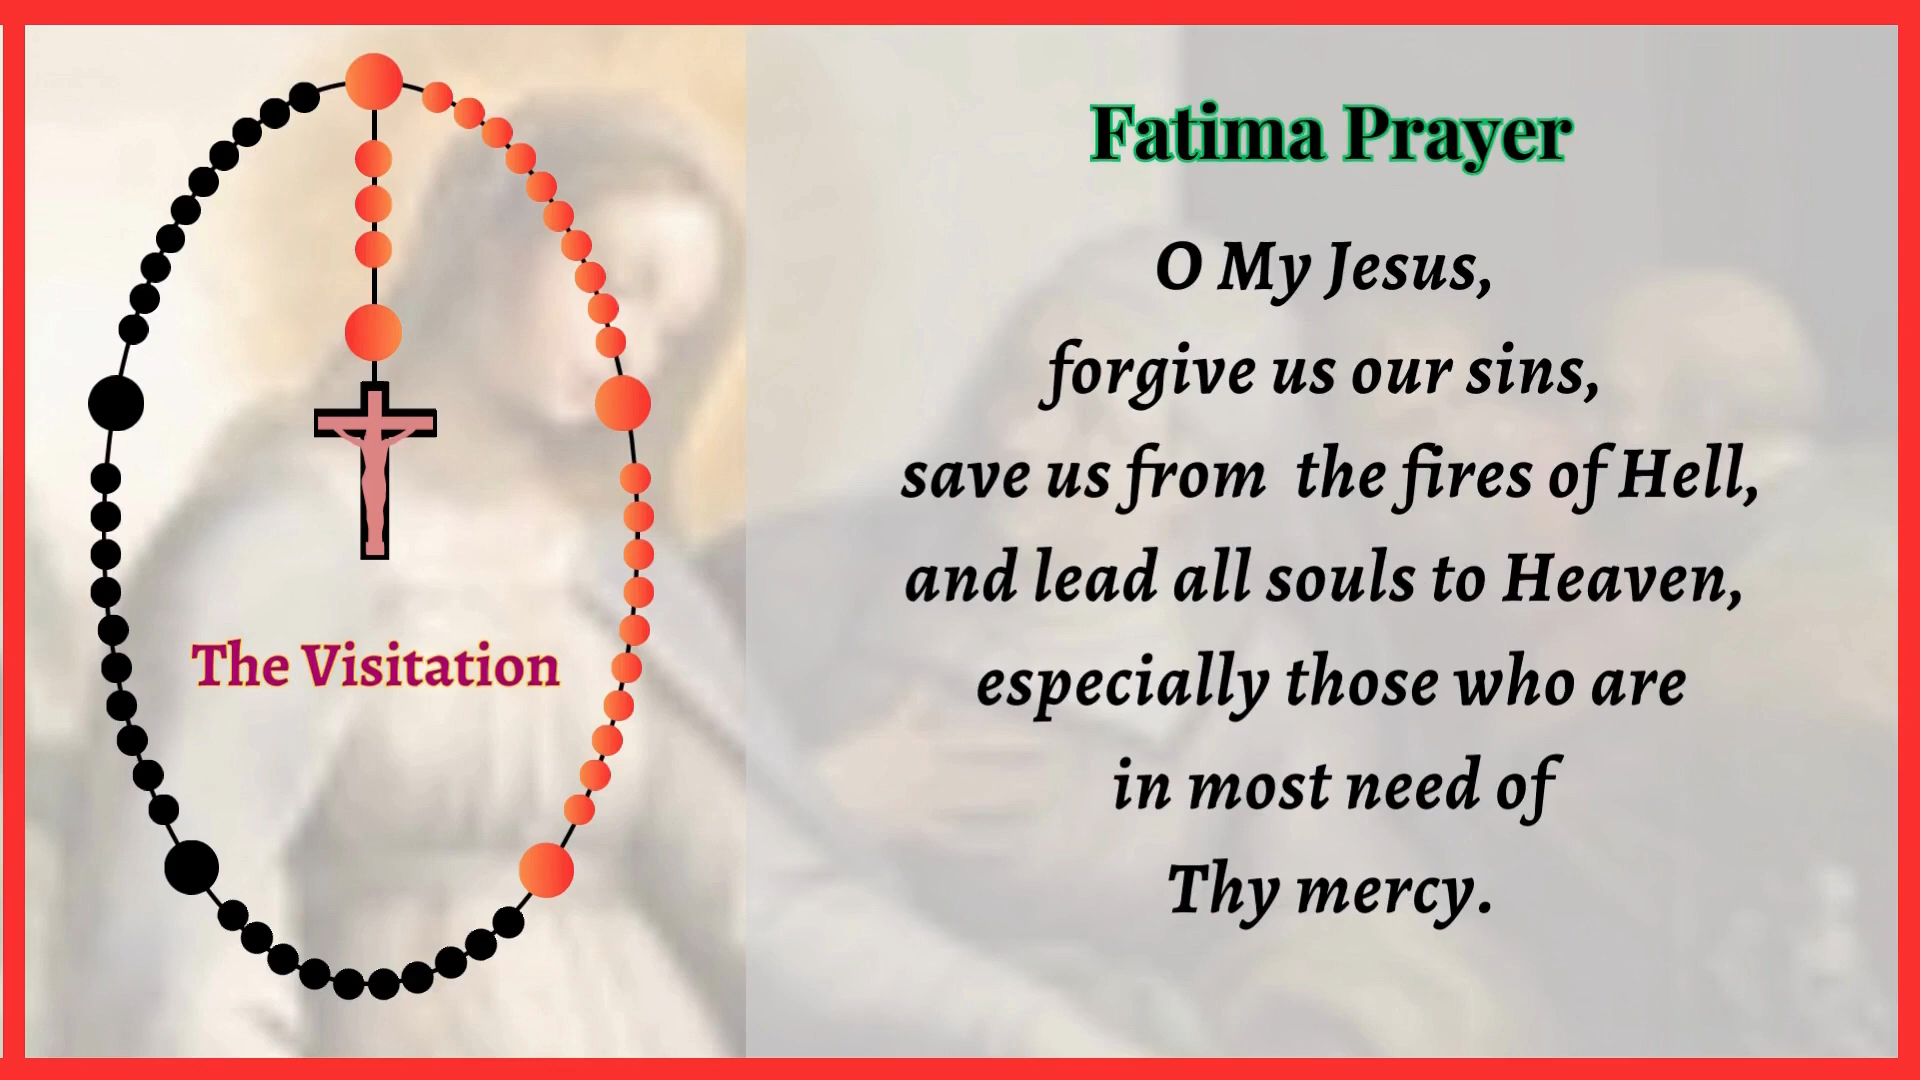 The Visitation
Fatima Prayer
O My Jesus,
forgive us our sins,
save us from the fires of Hell,
and lead all souls to Heaven,
especially those who are
in most need of
Thy mercy.